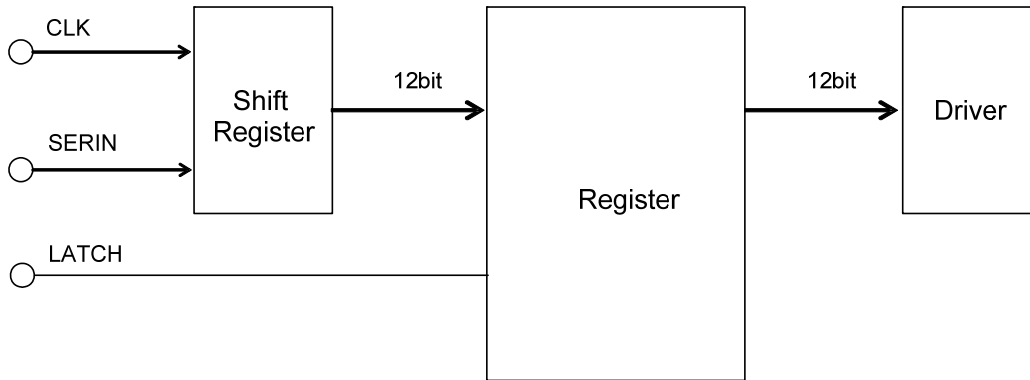 CLK
SERIN
LATCH
Shift
Register
12bit
Register
12bit
Driver